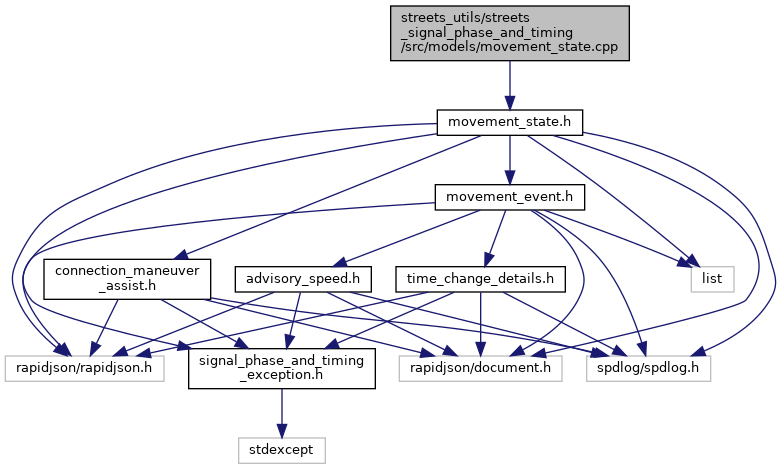 streets_utils/streets
_signal_phase_and_timing
/src/models/movement_state.cpp
movement_state.h
movement_event.h
connection_maneuver
_assist.h
advisory_speed.h
time_change_details.h
list
rapidjson/rapidjson.h
signal_phase_and_timing
_exception.h
rapidjson/document.h
spdlog/spdlog.h
stdexcept